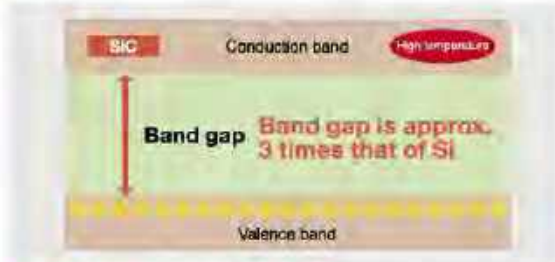 SiC
Conduction band
High temperature
Band gap
Band gap is approx.
3 times that of Si
Valence band